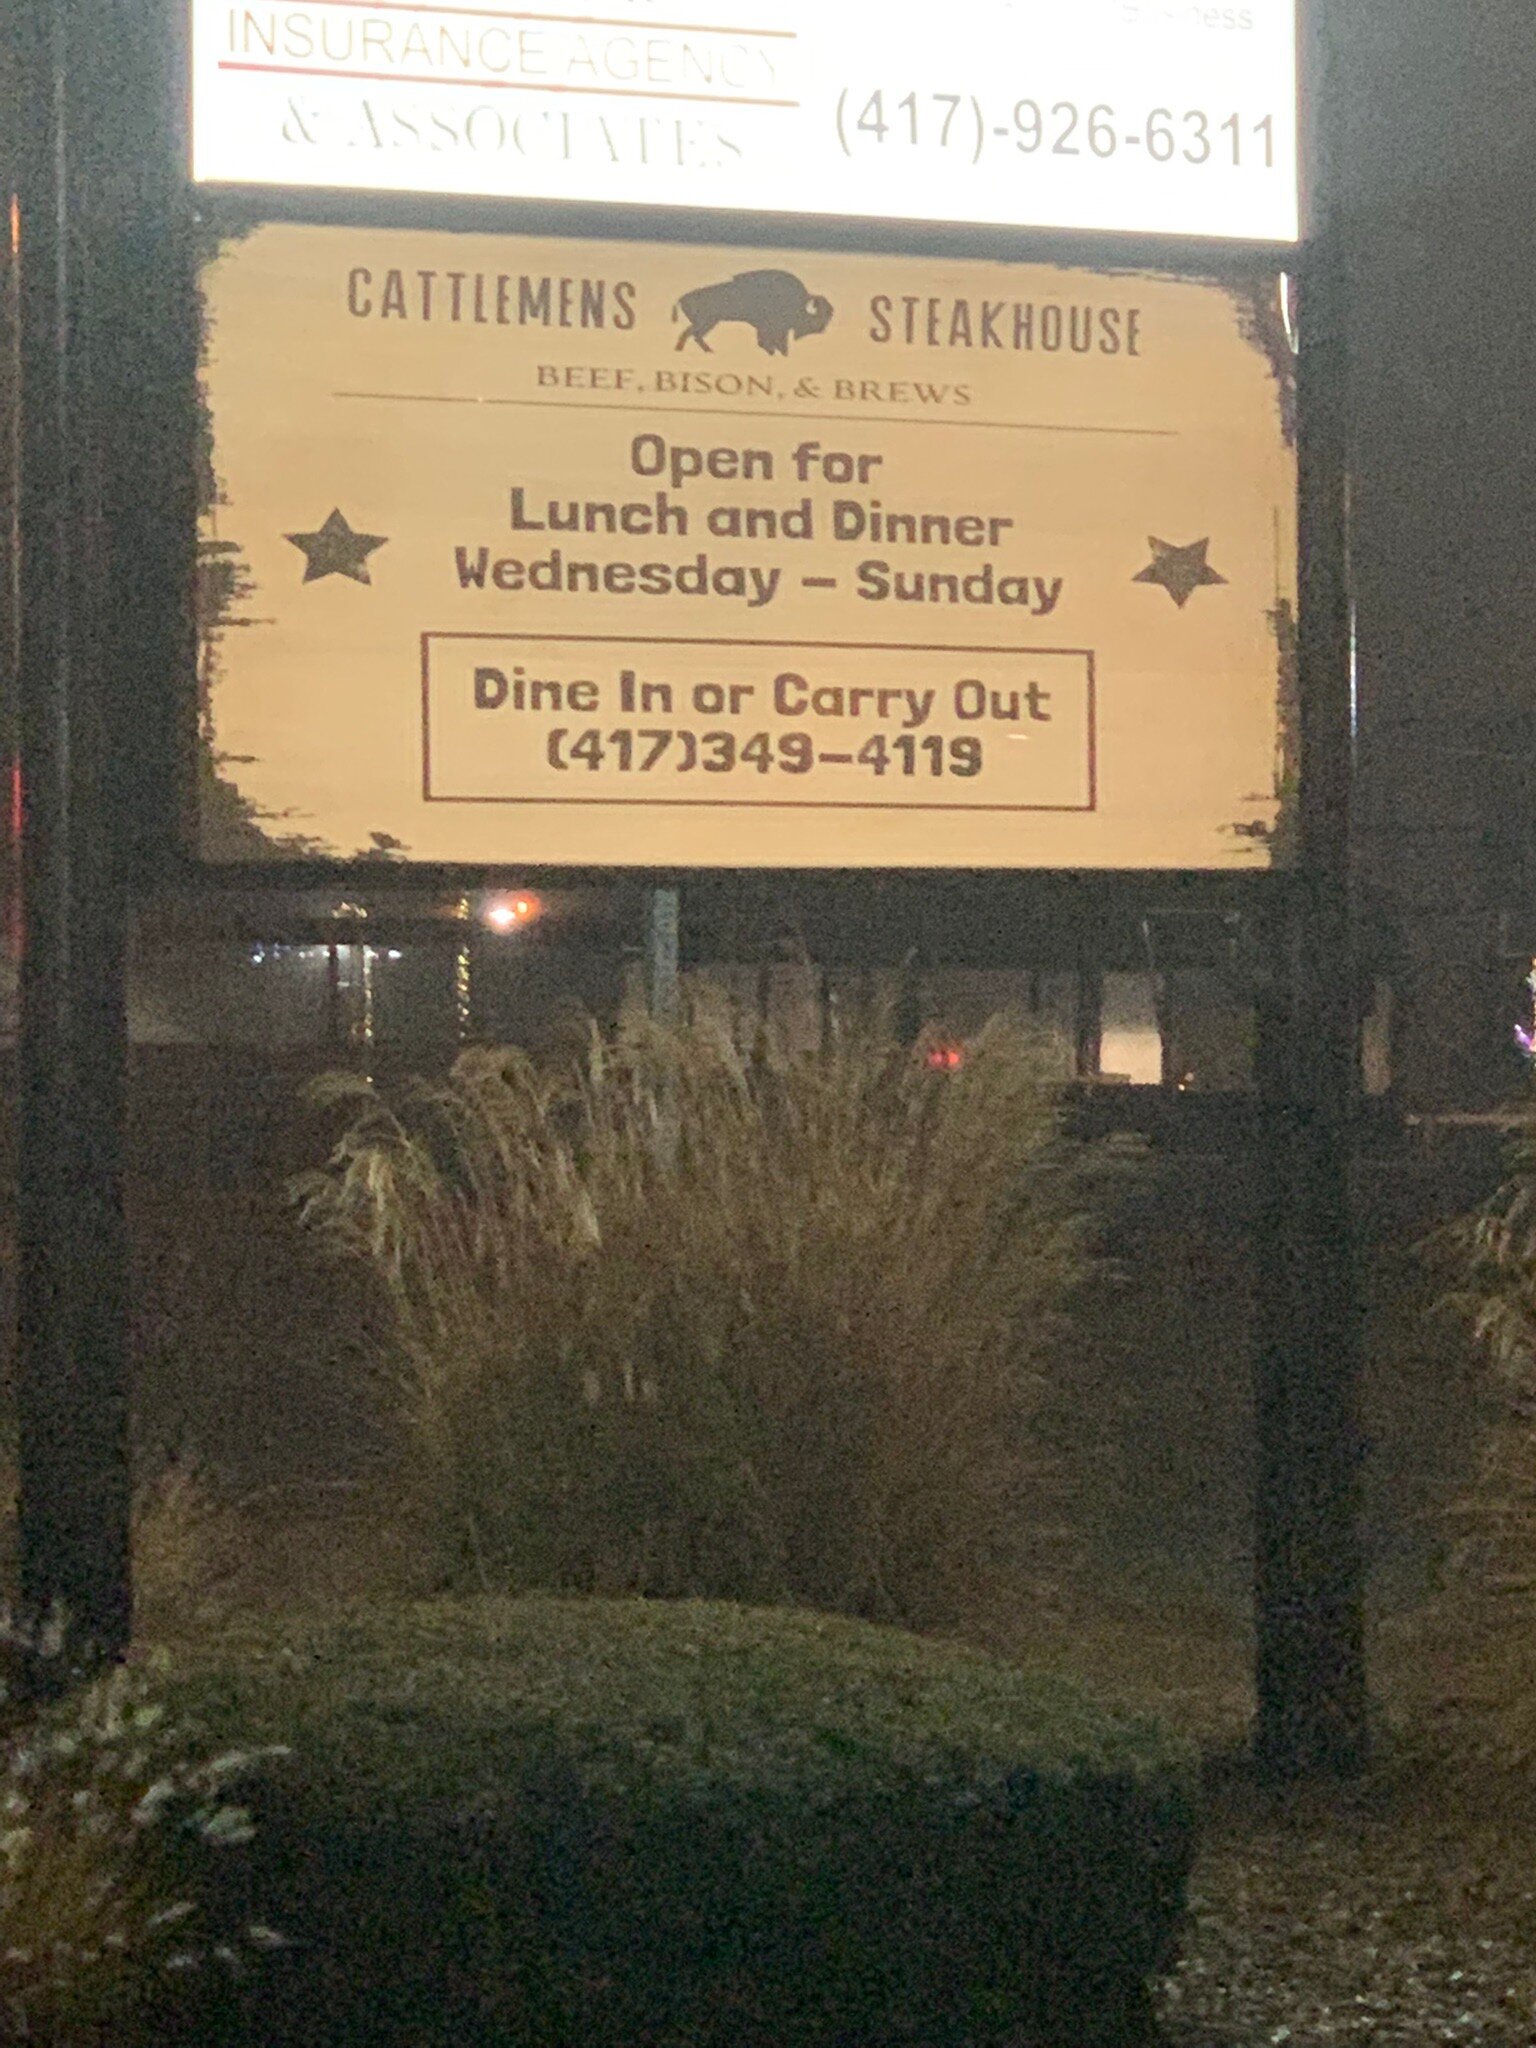 INSURANCE AGENCY
& ASSOCIATES
(417)-926-6311
CATTLEMENS STEAKHOUSE
BEEF, BISON, & BREWS
Open for
Lunch and Dinner
Wednesday – Sunday
Dine In or Carry Out
(417)349–4119